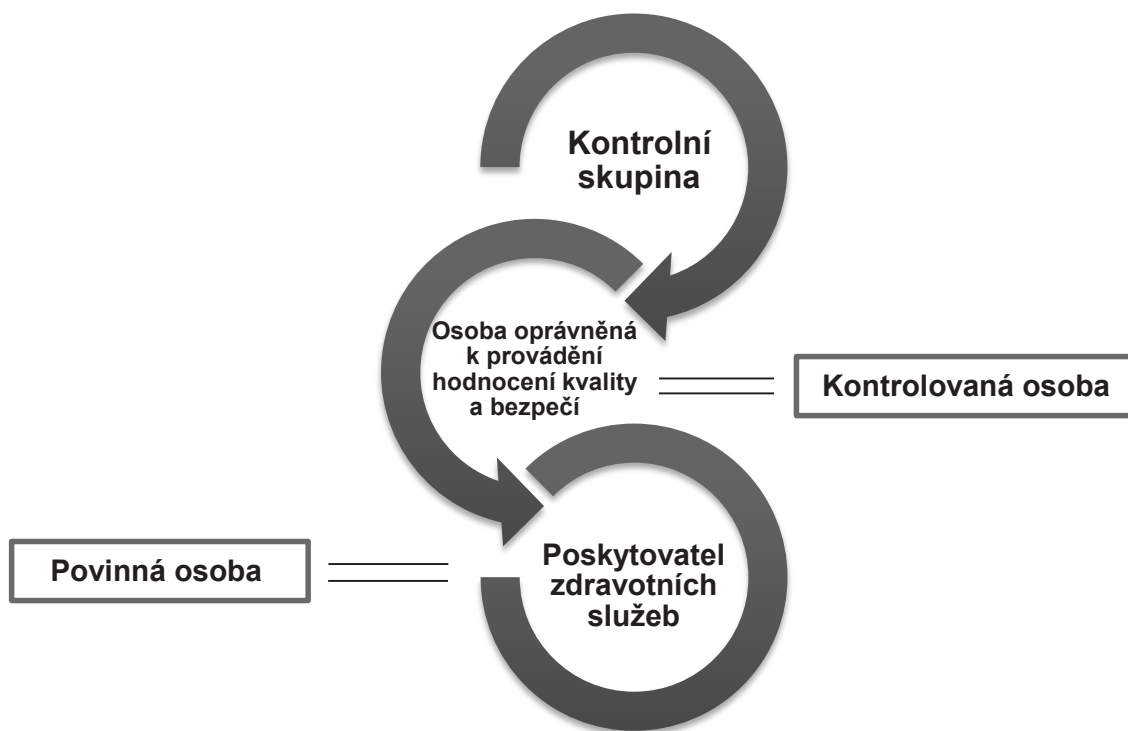 Kontrolní
skupina
Osoba oprávněná
k provádění
hodnocení kvality
a bezpečí
Kontrolovaná osoba
Povinná osoba
Poskytovatel
zdravotních
služeb